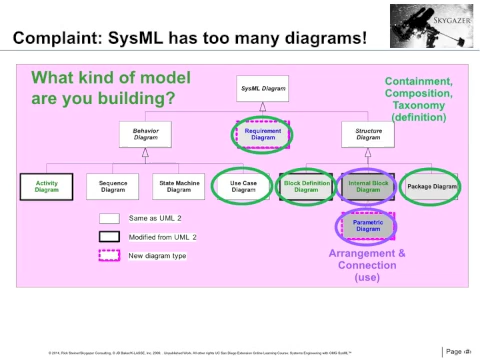 Complaint: SysML has too many diagrams!
SKYGAZER
What kind of model
are you building?
SysML Diagram
Containment,
Composition,
Taxonomy
(definition)
Behavior
Diagram
Requirement
Diagram
Structure
Diagram
Activity
Diagram
Sequence
Diagram
State Machine
Diagram
Use Case
Diagram
Block Definition
Diagram
Internal Block
Diagram
Package Diagram
Same as UML 2
Modified from UML 2
New diagram type
Parametric
Diagram
Arrangement &
Connection
(use)
Page ‹#›